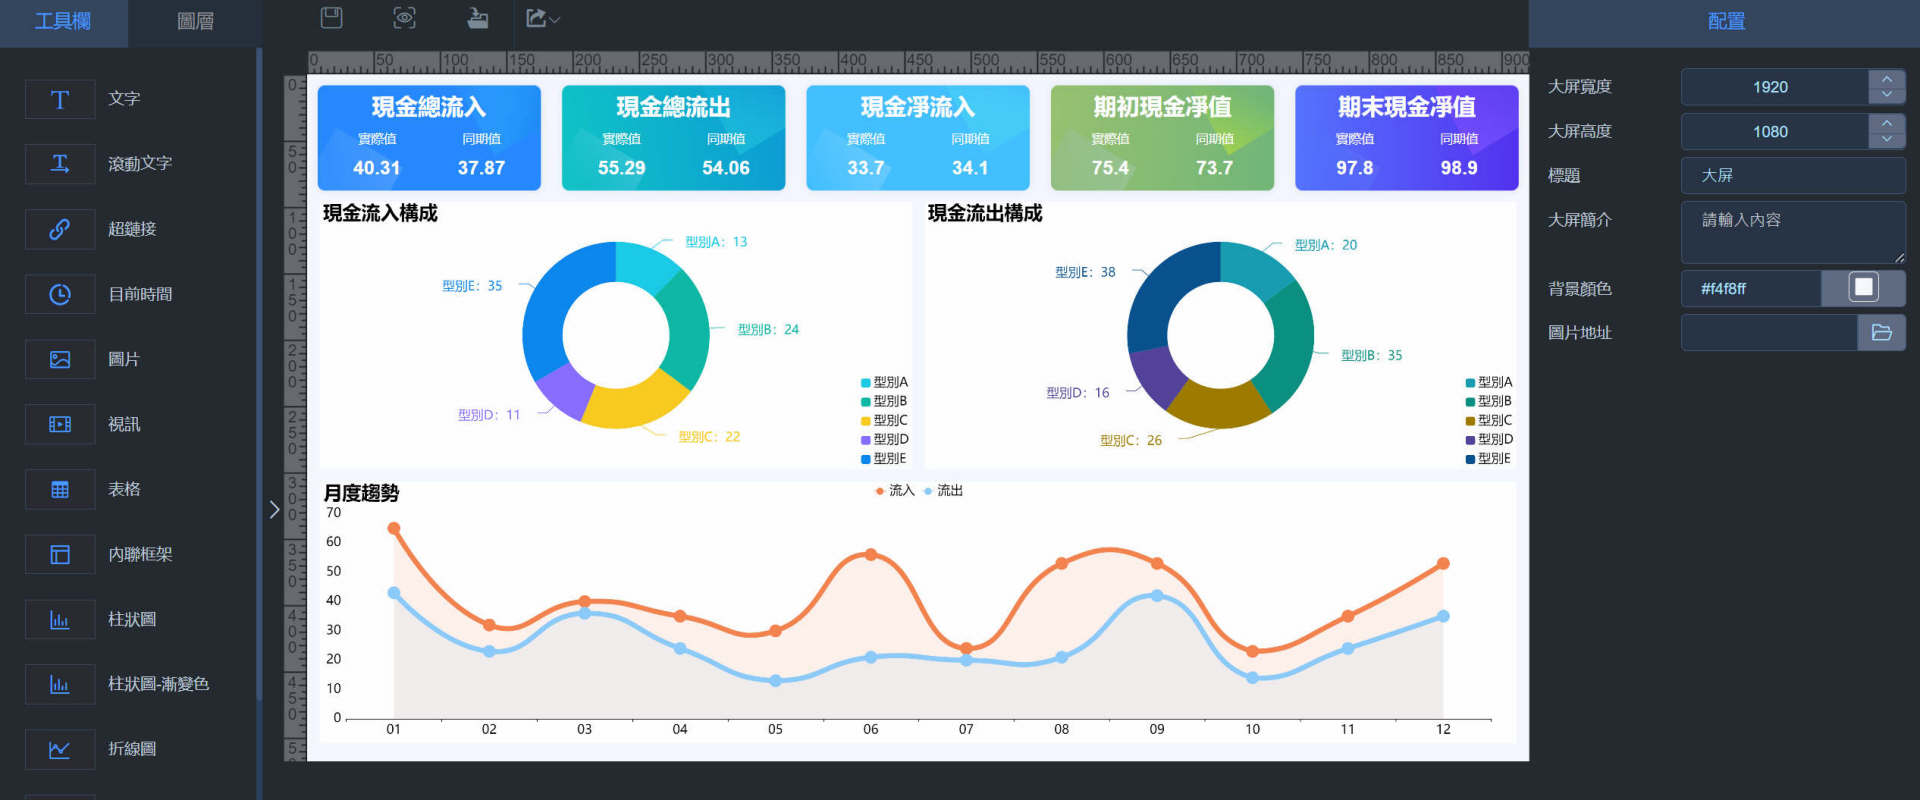 工具欄
圖層
配置
T 文字
T 滾動文字
超鏈接
目前時間
圖片
視訊
表格
內聯框架
柱狀圖
柱狀圖-漸變色
折線圖
0 50 100 150 200 250 300 350 400 450 500 550 600 650 700 750 800 850 900
0
50
100
150
200
250
300
350
400
450
5
現金總流入
實際值 同期值
40.31 37.87
現金總流出
實際值 同期值
55.29 54.06
現金凈流入
實際值 同期值
33.7 34.1
期初現金凈值
實際值 同期值
75.4 73.7
期末現金凈值
實際值 同期值
97.8 98.9
現金流入構成
型別A: 13
型別E: 35
型別B: 24
型別D: 11
型別C: 22
型別A
型別B
型別C
型別D
型別E
現金流出構成
型別A: 20
型別E: 38
型別B: 35
型別D: 16
型別C: 26
型別A
型別B
型別C
型別D
型別E
月度趨勢
流入 流出
70
60
50
40
30
20
10
0
01 02 03 04 05 06 07 08 09 10 11 12
大屏寬度 1920
大屏高度 1080
標題 大屏
大屏簡介 請輸入內容
背景顏色 #f4f8ff
圖片地址